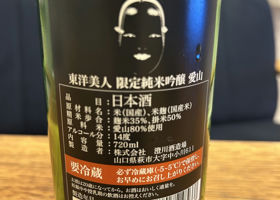 東洋美人 限定純米吟醸 愛山
品目:日本酒
原材料名:米(国産)、米麹(国産米)
精米歩合:麹米35%、掛米50%
原料米:愛山80%使用
アルコール分:14度
内容量:720ml
製造者:株式会社 澄川酒造場
山口県萩市大字中小川611
要冷蔵
必ず冷蔵庫(-5-5℃)で保管し
お早めにお召し上がりください。